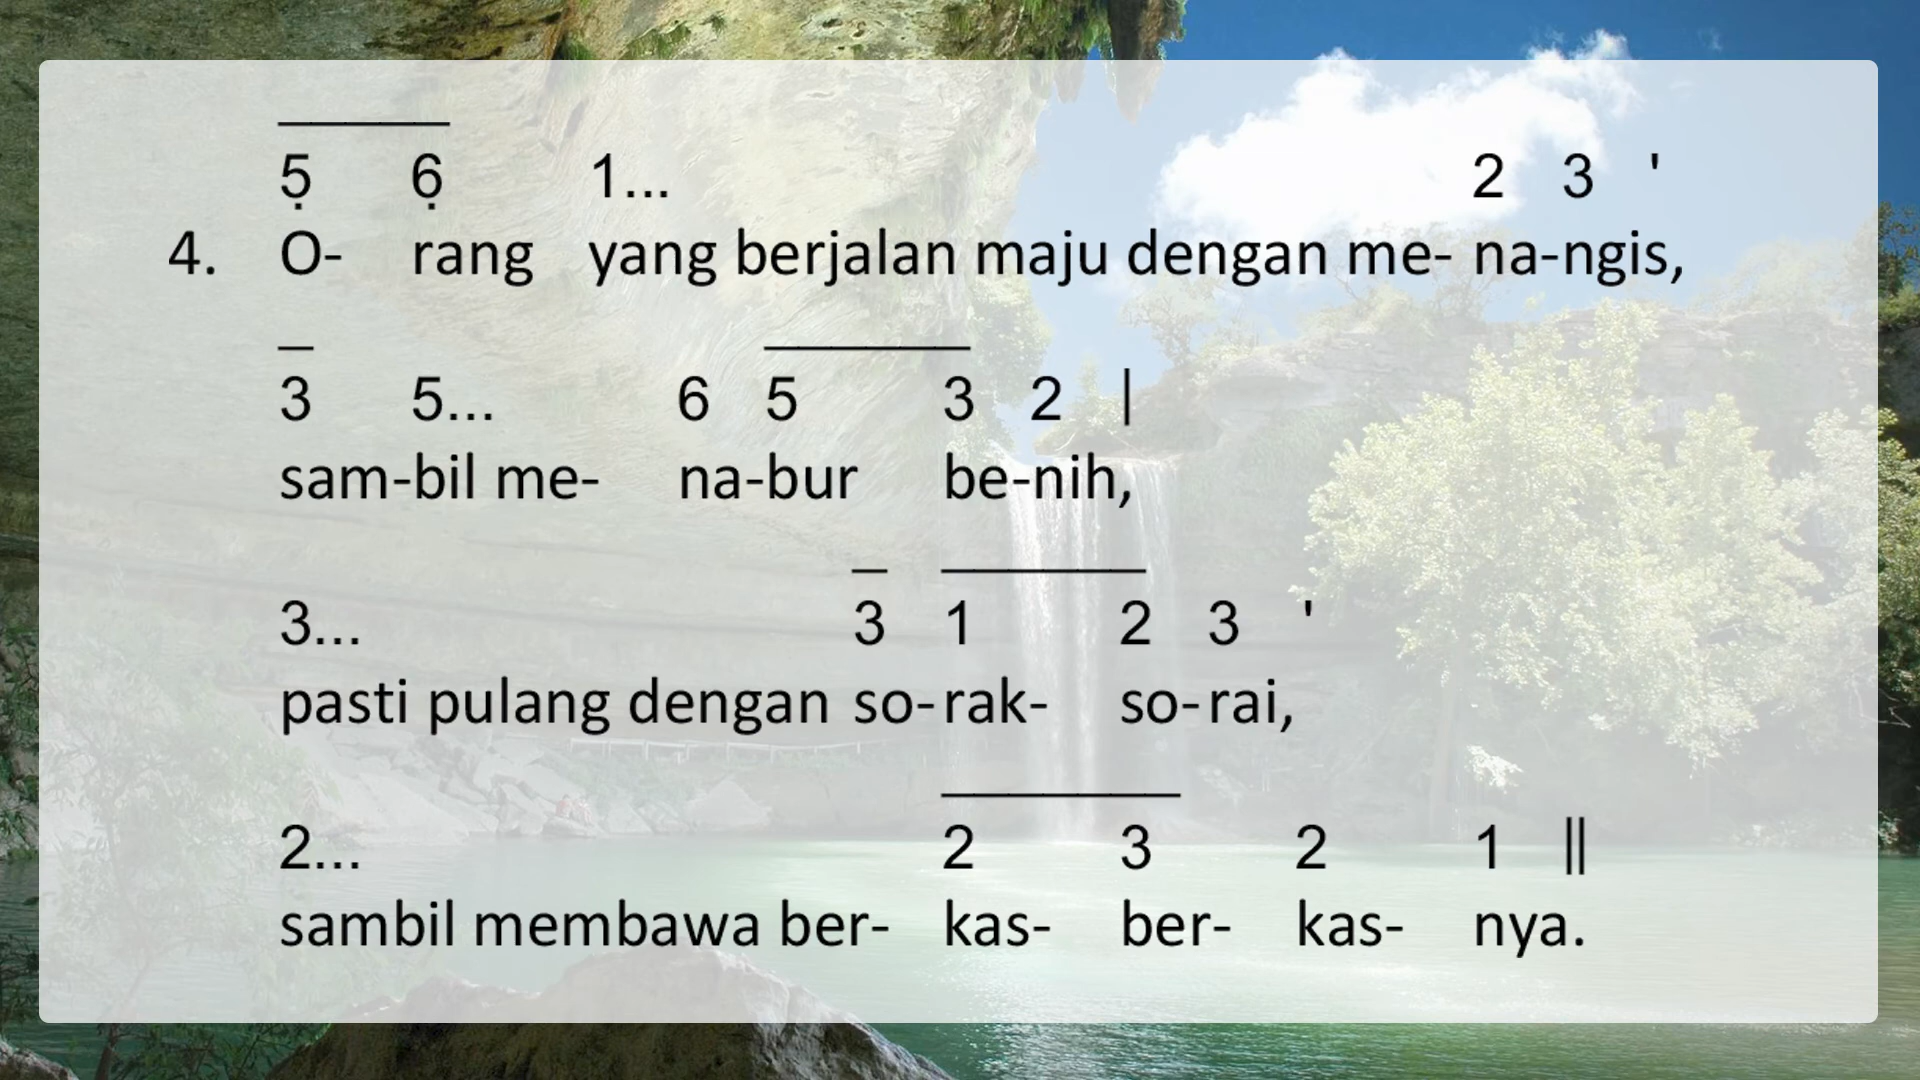 5̣ 6̣ 1... 2 3 '
4. O- rang yang berjalan maju dengan me- na-ngis,
3 5... 6 5 3 2 |
sam-bil me- na-bur be-nih,
3... 3 1 2 3 '
pasti pulang dengan so-rak- so-rai,
2... 2 3 2 1 ||
sambil membawa ber- kas- ber- kas- nya.